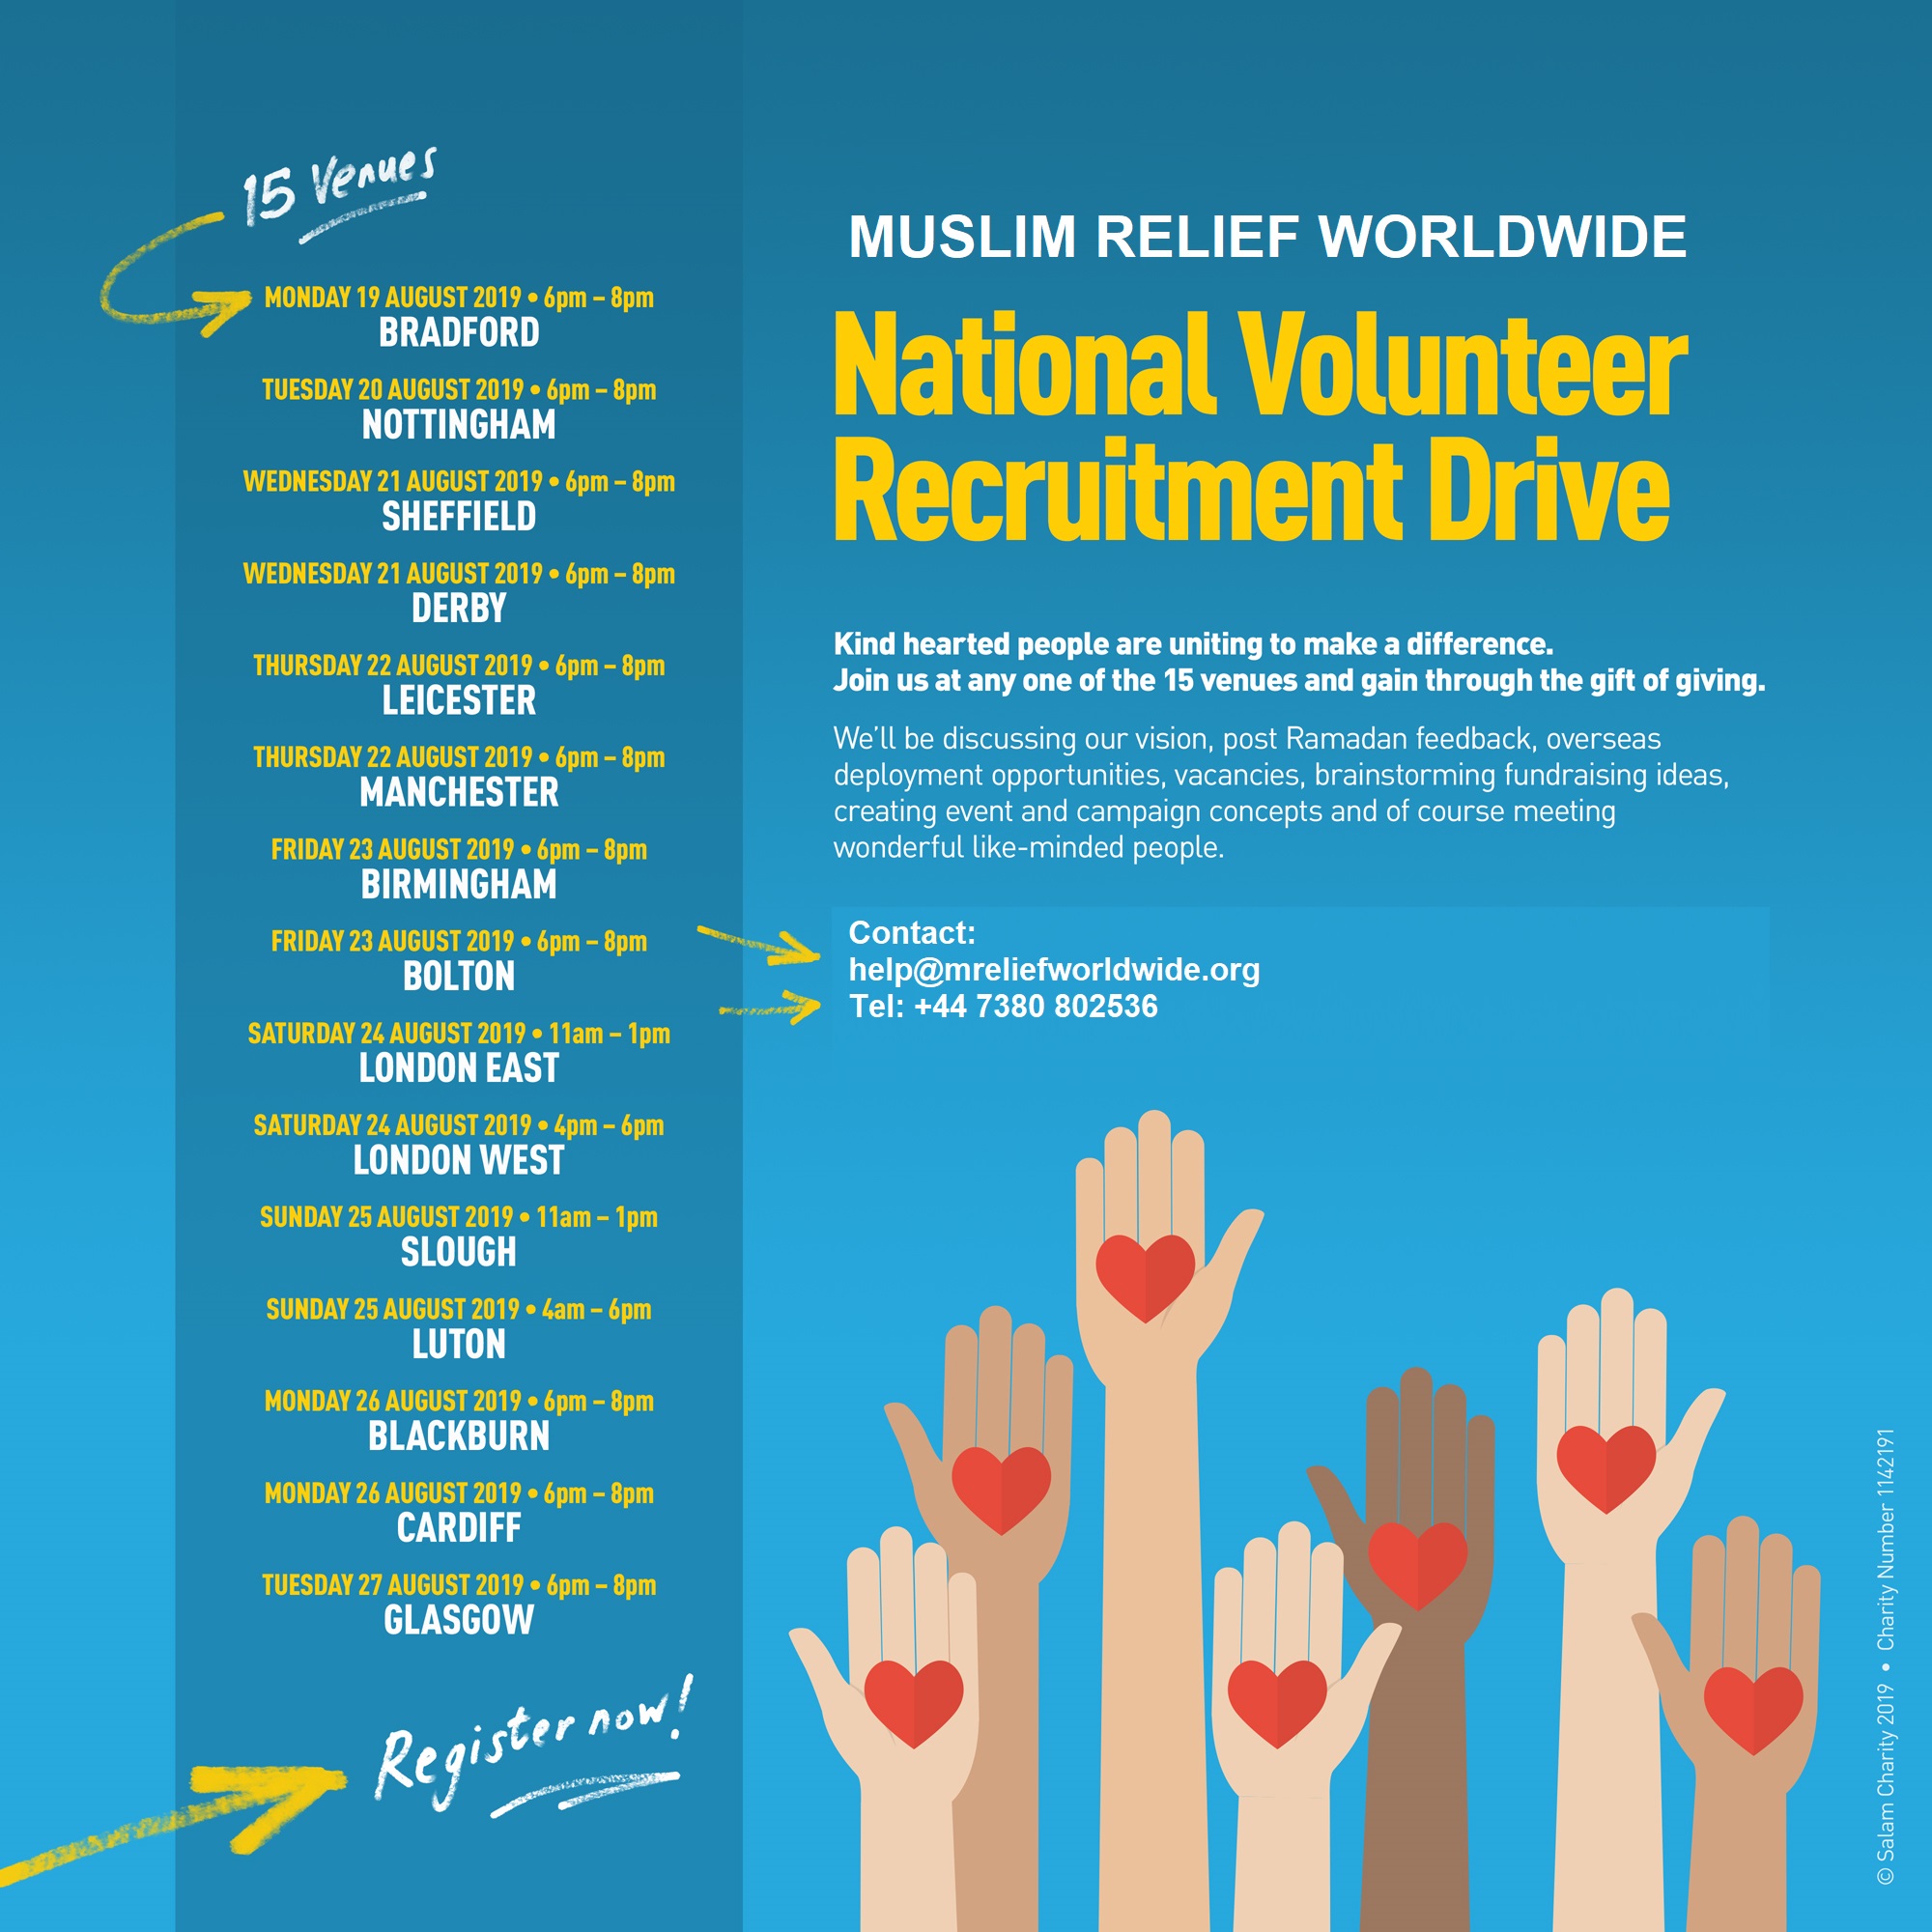 15 Venues
MONDAY 19 AUGUST 2019 • 6pm – 8pm
BRADFORD
TUESDAY 20 AUGUST 2019 • 6pm – 8pm
NOTTINGHAM
WEDNESDAY 21 AUGUST 2019 • 6pm – 8pm
SHEFFIELD
WEDNESDAY 21 AUGUST 2019 • 6pm – 8pm
DERBY
THURSDAY 22 AUGUST 2019 • 6pm – 8pm
LEICESTER
THURSDAY 22 AUGUST 2019 • 6pm – 8pm
MANCHESTER
FRIDAY 23 AUGUST 2019 • 6pm – 8pm
BIRMINGHAM
FRIDAY 23 AUGUST 2019 • 6pm – 8pm
BOLTON
SATURDAY 24 AUGUST 2019 • 11am – 1pm
LONDON EAST
SATURDAY 24 AUGUST 2019 • 4pm – 6pm
LONDON WEST
SUNDAY 25 AUGUST 2019 • 11am – 1pm
SLOUGH
SUNDAY 25 AUGUST 2019 • 4am – 6pm
LUTON
MONDAY 26 AUGUST 2019 • 6pm – 8pm
BLACKBURN
MONDAY 26 AUGUST 2019 • 6pm – 8pm
CARDIFF
TUESDAY 27 AUGUST 2019 • 6pm – 8pm
GLASGOW
Register now!
MUSLIM RELIEF WORLDWIDE
National Volunteer
Recruitment Drive
Kind hearted people are uniting to make a difference.
Join us at any one of the 15 venues and gain through the gift of giving.
We'll be discussing our vision, post Ramadan feedback, overseas
deployment opportunities, vacancies, brainstorming fundraising ideas,
creating event and campaign concepts and of course meeting
wonderful like-minded people.
Contact:
help@mreliefworldwide.org
Tel: +44 7380 802536
© Salam Charity 2019 • Charity Number 1142191